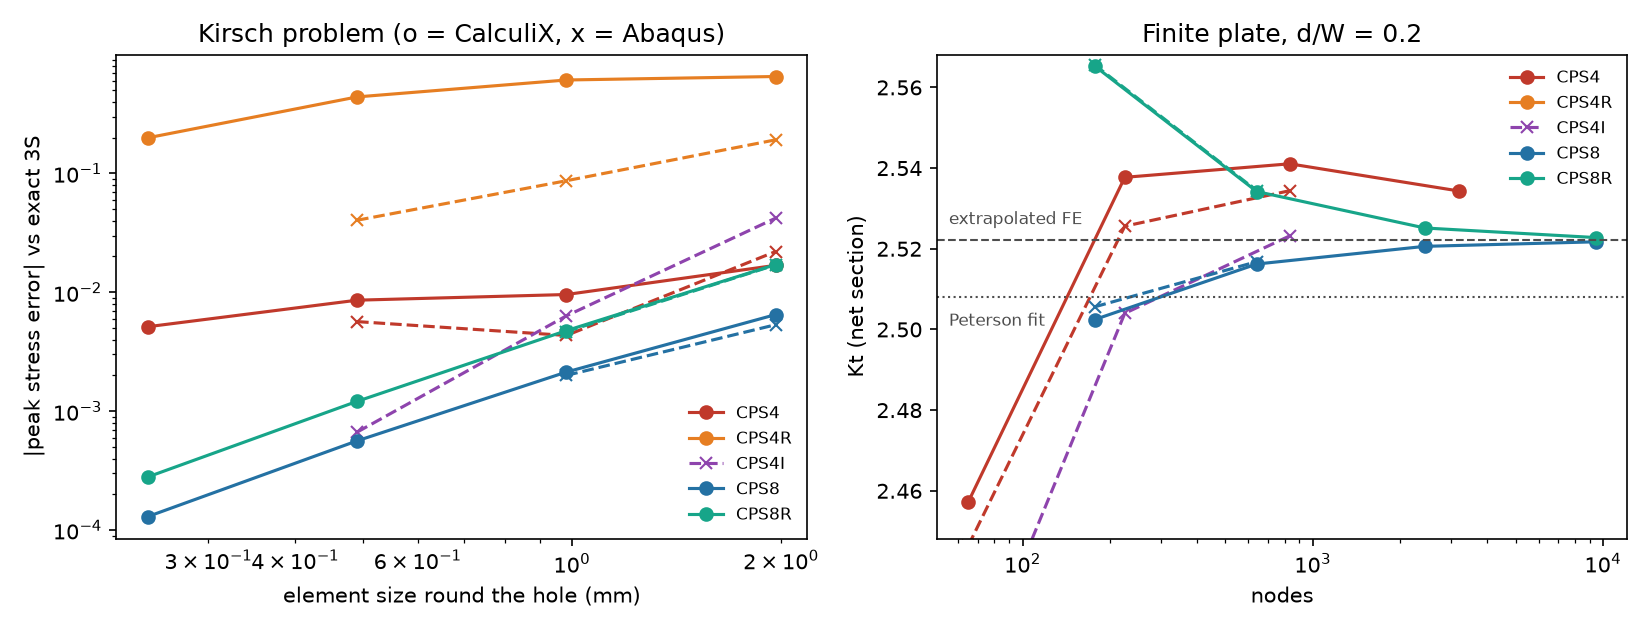 Kirsch problem (o = CalculiX, x = Abaqus)
|peak stress error| vs exact 3S
10⁻¹
10⁻²
10⁻³
10⁻⁴
3 × 10⁻¹
4 × 10⁻¹
6 × 10⁻¹
10⁰
2 × 10⁰
element size round the hole (mm)
CPS4
CPS4R
CPS4I
CPS8
CPS8R
Finite plate, d/W = 0.2
Kt (net section)
2.56
2.54
2.52
2.50
2.48
2.46
extrapolated FE
Peterson fit
CPS4
CPS4R
CPS4I
CPS8
CPS8R
10²
10³
10⁴
nodes